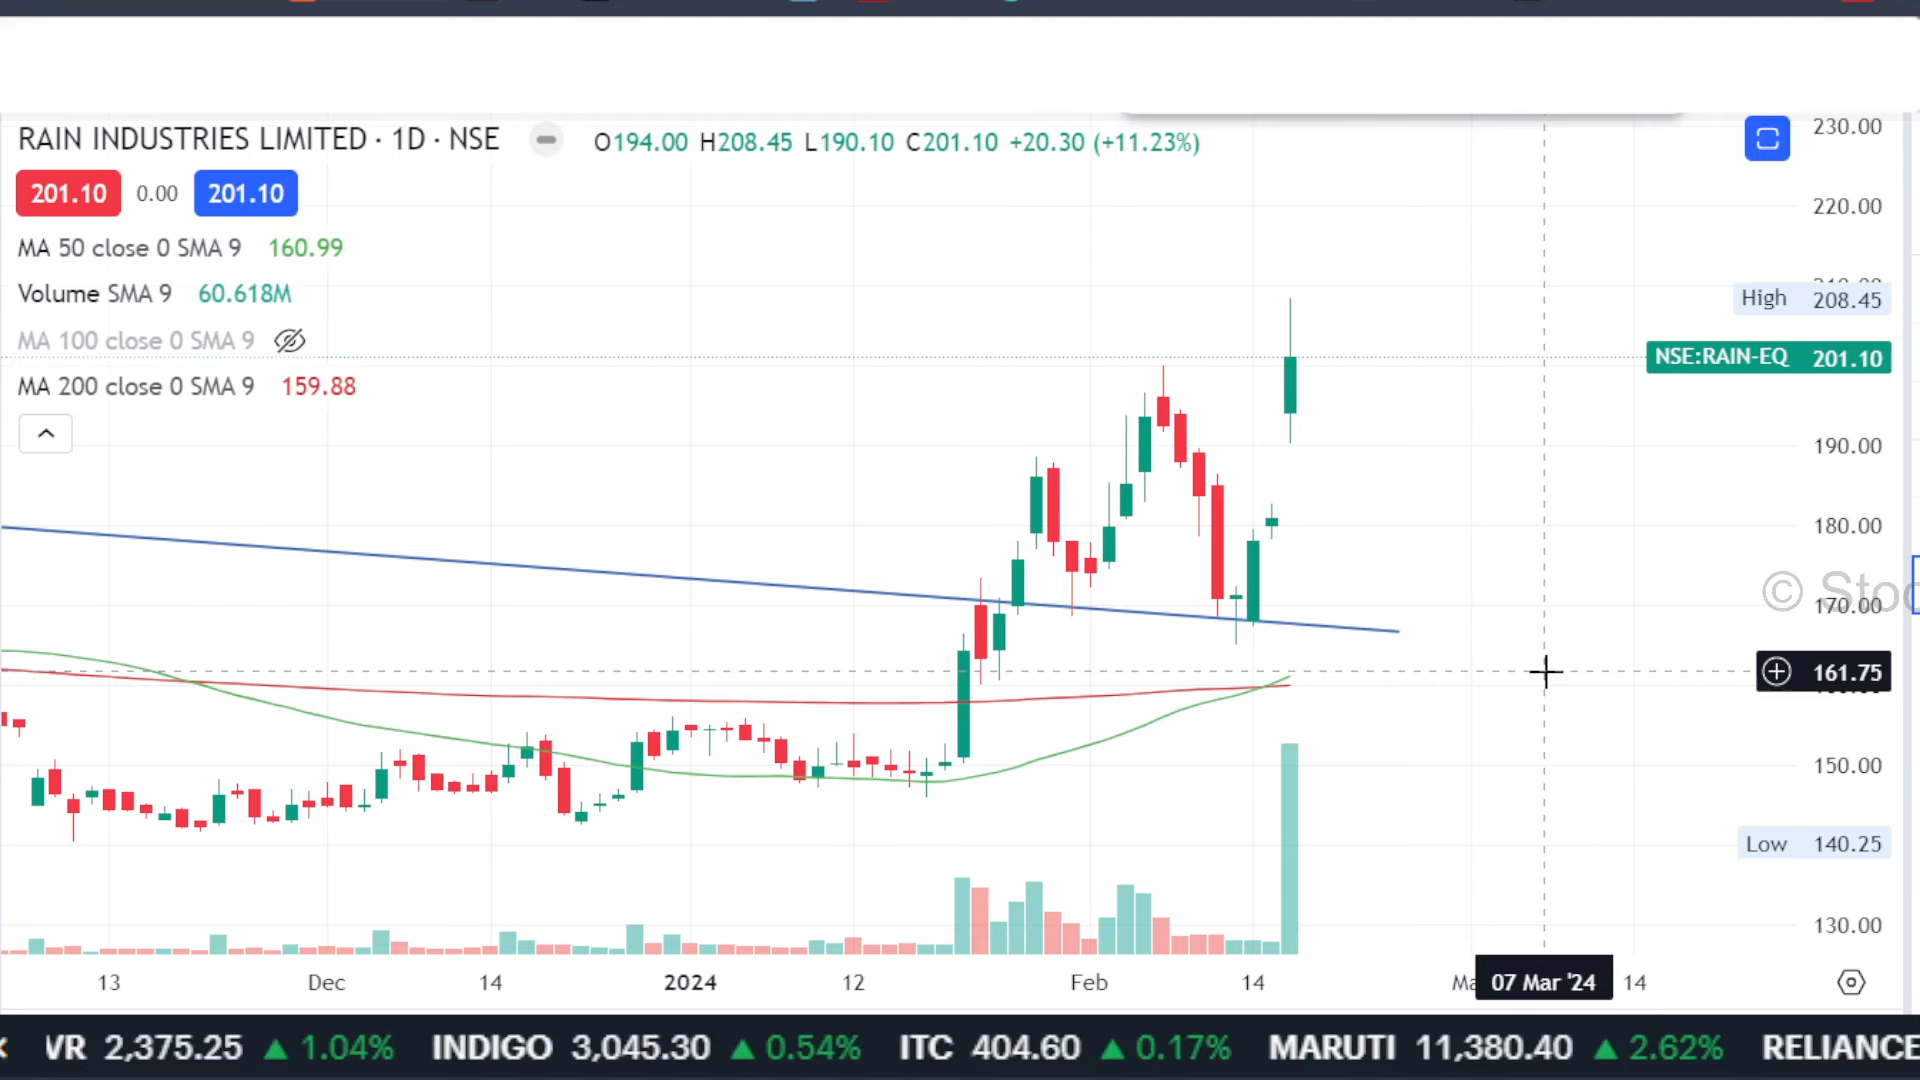 RAIN INDUSTRIES LIMITED · 1D · NSE O194.00 H208.45 L190.10 C201.10 +20.30 (+11.23%)
201.10 0.00 201.10
MA 50 close 0 SMA 9 160.99
Volume SMA 9 60.618M
MA 100 close 0 SMA 9
MA 200 close 0 SMA 9 159.88
230.00
220.00
High 208.45
NSE:RAIN-EQ 201.10
190.00
180.00
170.00
161.75
150.00
Low 140.25
130.00
13 Dec 14 2024 12 Feb 14 07 Mar '24 14
VR 2,375.25 ▲ 1.04% INDIGO 3,045.30 ▲ 0.54% ITC 404.60 ▲ 0.17% MARUTI 11,380.40 ▲ 2.62% RELIANCE